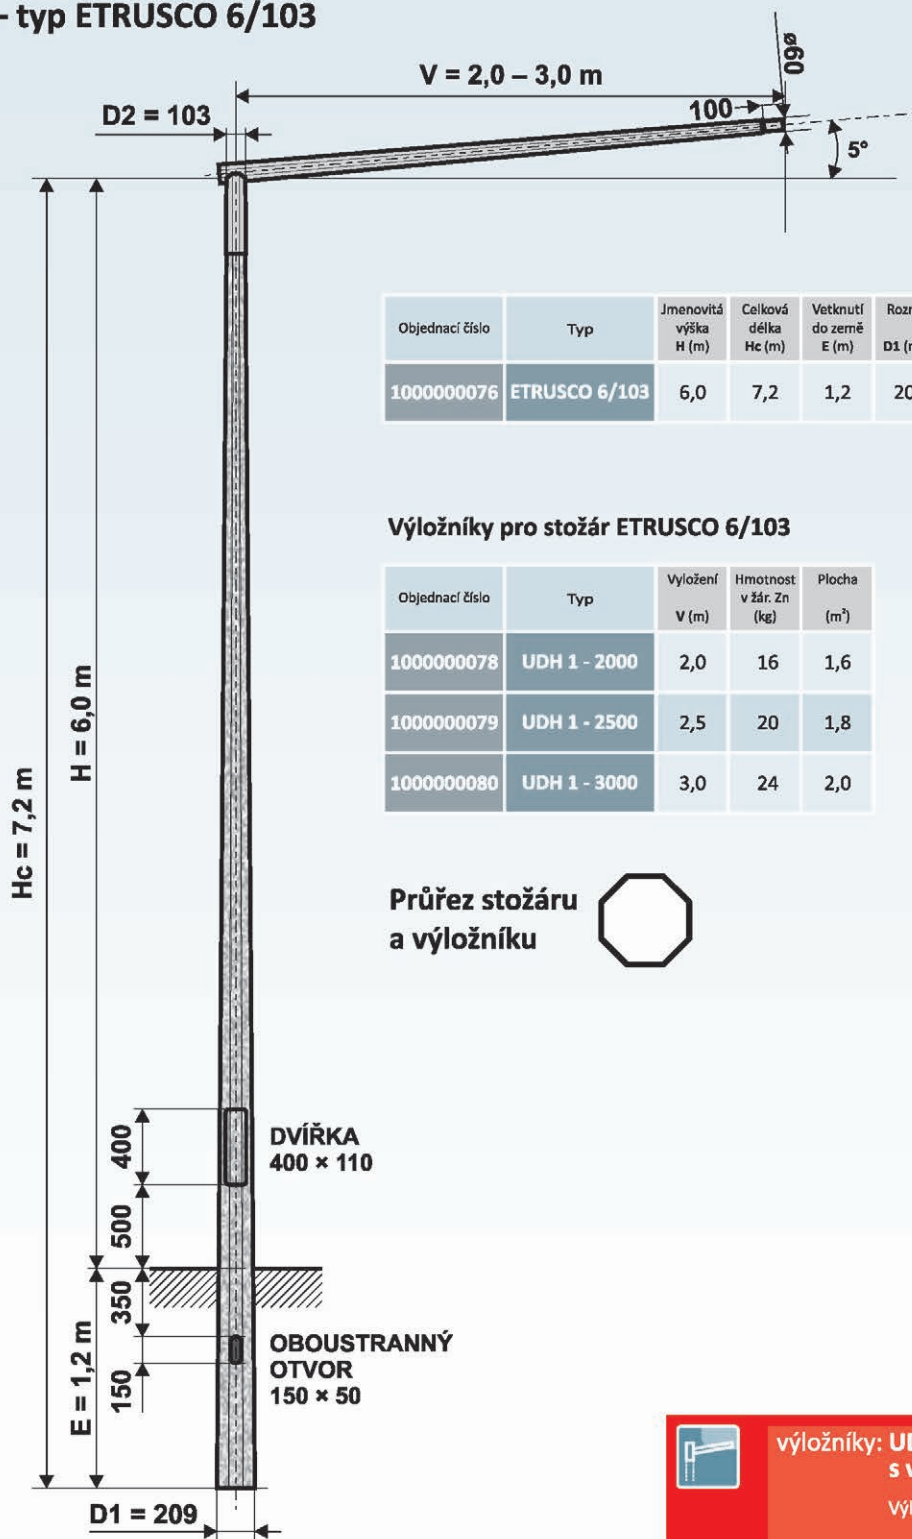 - typ ETRUSCO 6/103
V = 2,0 – 3,0 m
ø60
D2 = 103
100
5°
Objednací číslo Typ Jmenovitá výška H (m) Celková délka Hc (m) Vetknutí do země E (m) D1
1000000076 ETRUSCO 6/103 6,0 7,2 1,2
Výložníky pro stožár ETRUSCO 6/103
Objednací číslo Typ Vyložení V (m) Hmotnost v žár. Zn (kg) Plocha (m²)
1000000078 UDH 1 - 2000 2,0 16 1,6
1000000079 UDH 1 - 2500 2,5 20 1,8
1000000080 UDH 1 - 3000 3,0 24 2,0
H = 6,0 m
Hc = 7,2 m
Průřez stožáru
a výložníku
400
DVÍŘKA
400 × 110
500
350
E = 1,2 m
150
OBOUSTRANNÝ
OTVOR
150 × 50
D1 = 209
výložníky:
s